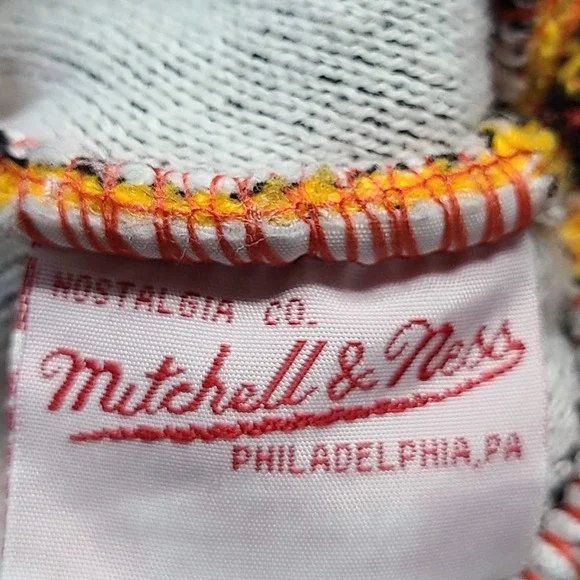 NOSTALGIA CO.
Mitchell & Ness
PHILADELPHIA, PA